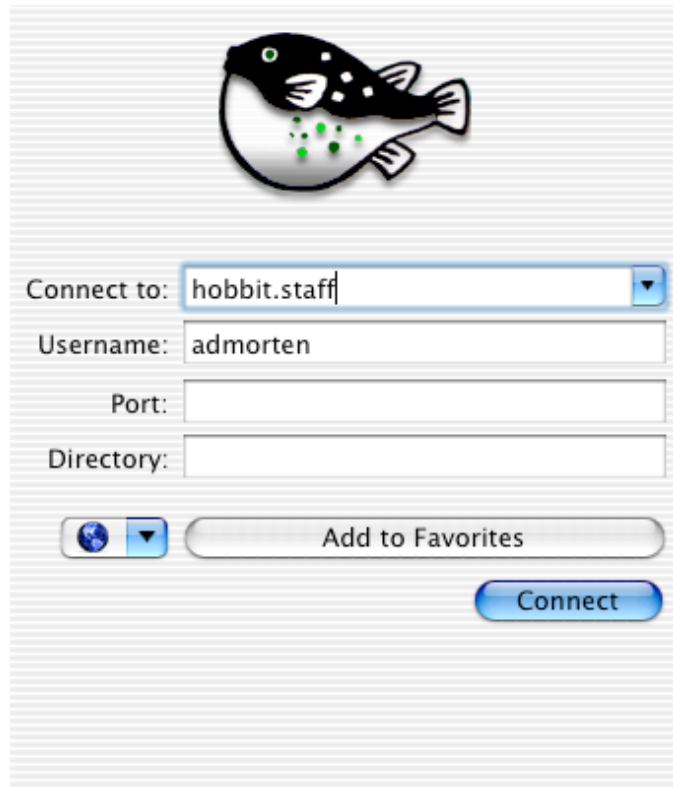 Connect to: hobbit.staff
Username: admorten
Port:
Directory:
Add to Favorites
Connect